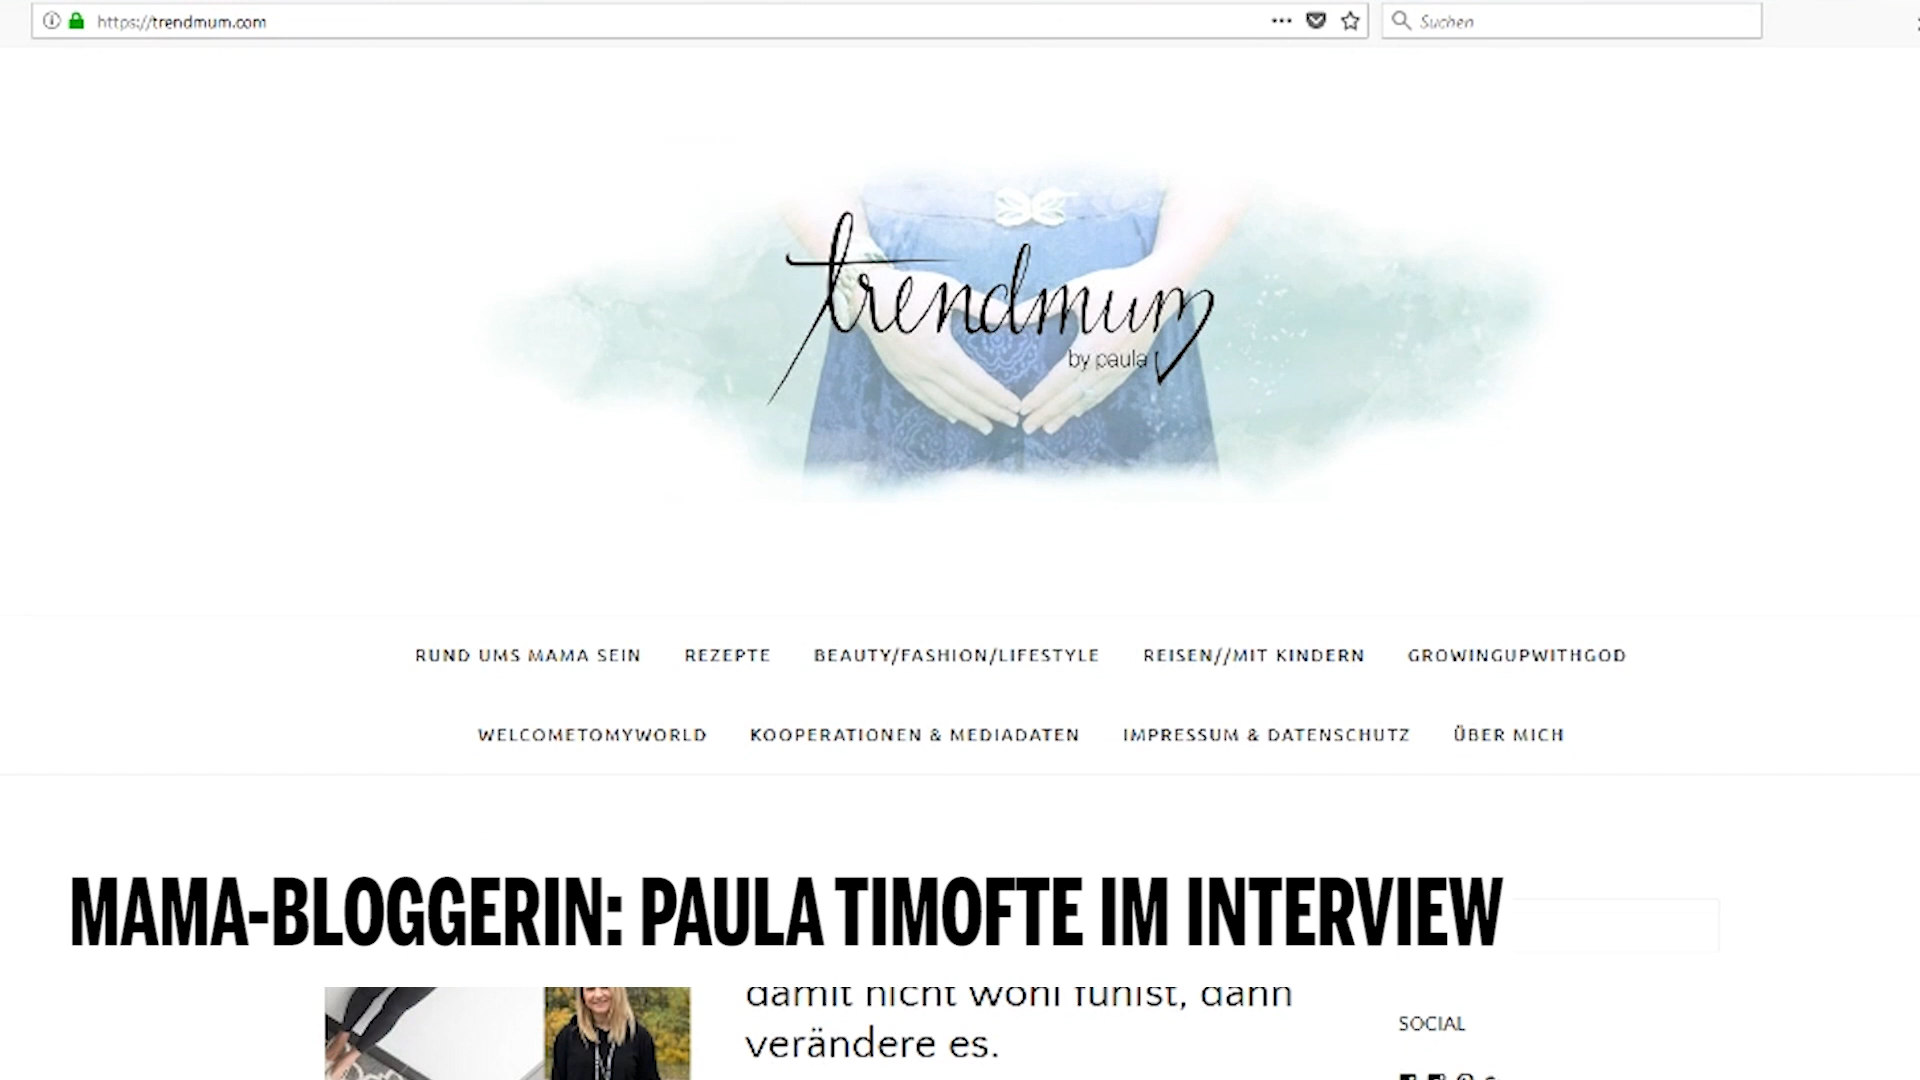 https://trendmum.com
Suchen
trendmum
by paula
RUND UMS MAMA SEIN REZEPTE BEAUTY/FASHION/LIFESTYLE REISEN//MIT KINDERN GROWINGUPWITHGOD
WELCOMETOMYWORLD KOOPERATIONEN & MEDIADATEN IMPRESSUM & DATENSCHUTZ ÜBER MICH
MAMA-BLOGGERIN: PAULA TIMOFTE IM INTERVIEW
damit nicht wohl fühlst, dann
verändere es.
SOCIAL